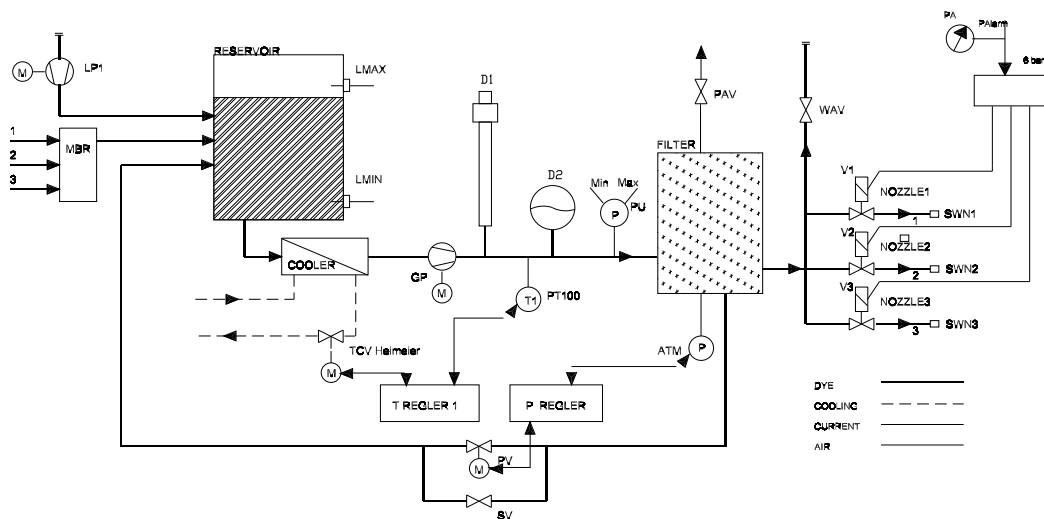 PA
PAlarm
6 bar
RESERVOIR
LP1
M
LMAX
D1
PAV
WAV
1
2
3
MBR
FILTER
V1
NOZZLE1
1
SWN1
LMIN
D2
Min
Max
P
PU
V2
NOZZLE2
2
SWN2
COOLER
GP
M
T1
PT100
V3
NOZZLE3
3
SWN3
TCV Heimeier
M
ATM
P
T REGLER 1
P REGLER
DYE
COOLING
CURRENT
AIR
M
PV
SV